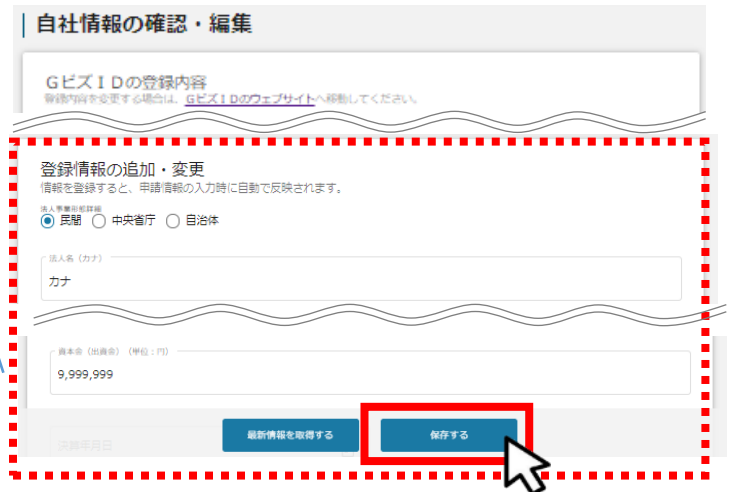 自社情報の確認・編集
GビズIDの登録内容
登録内容を変更する場合は、GビズIDのウェブサイトへ移動してください。
登録情報の追加・変更
情報を登録すると、申請情報の入力時に自動で反映されます。
法人事業形態詳細
民間 中央省庁 自治体
法人名（カナ）
カナ
資本金（出資金）（単位：円）
9,999,999
最新情報を取得する 保存する
決算年月日